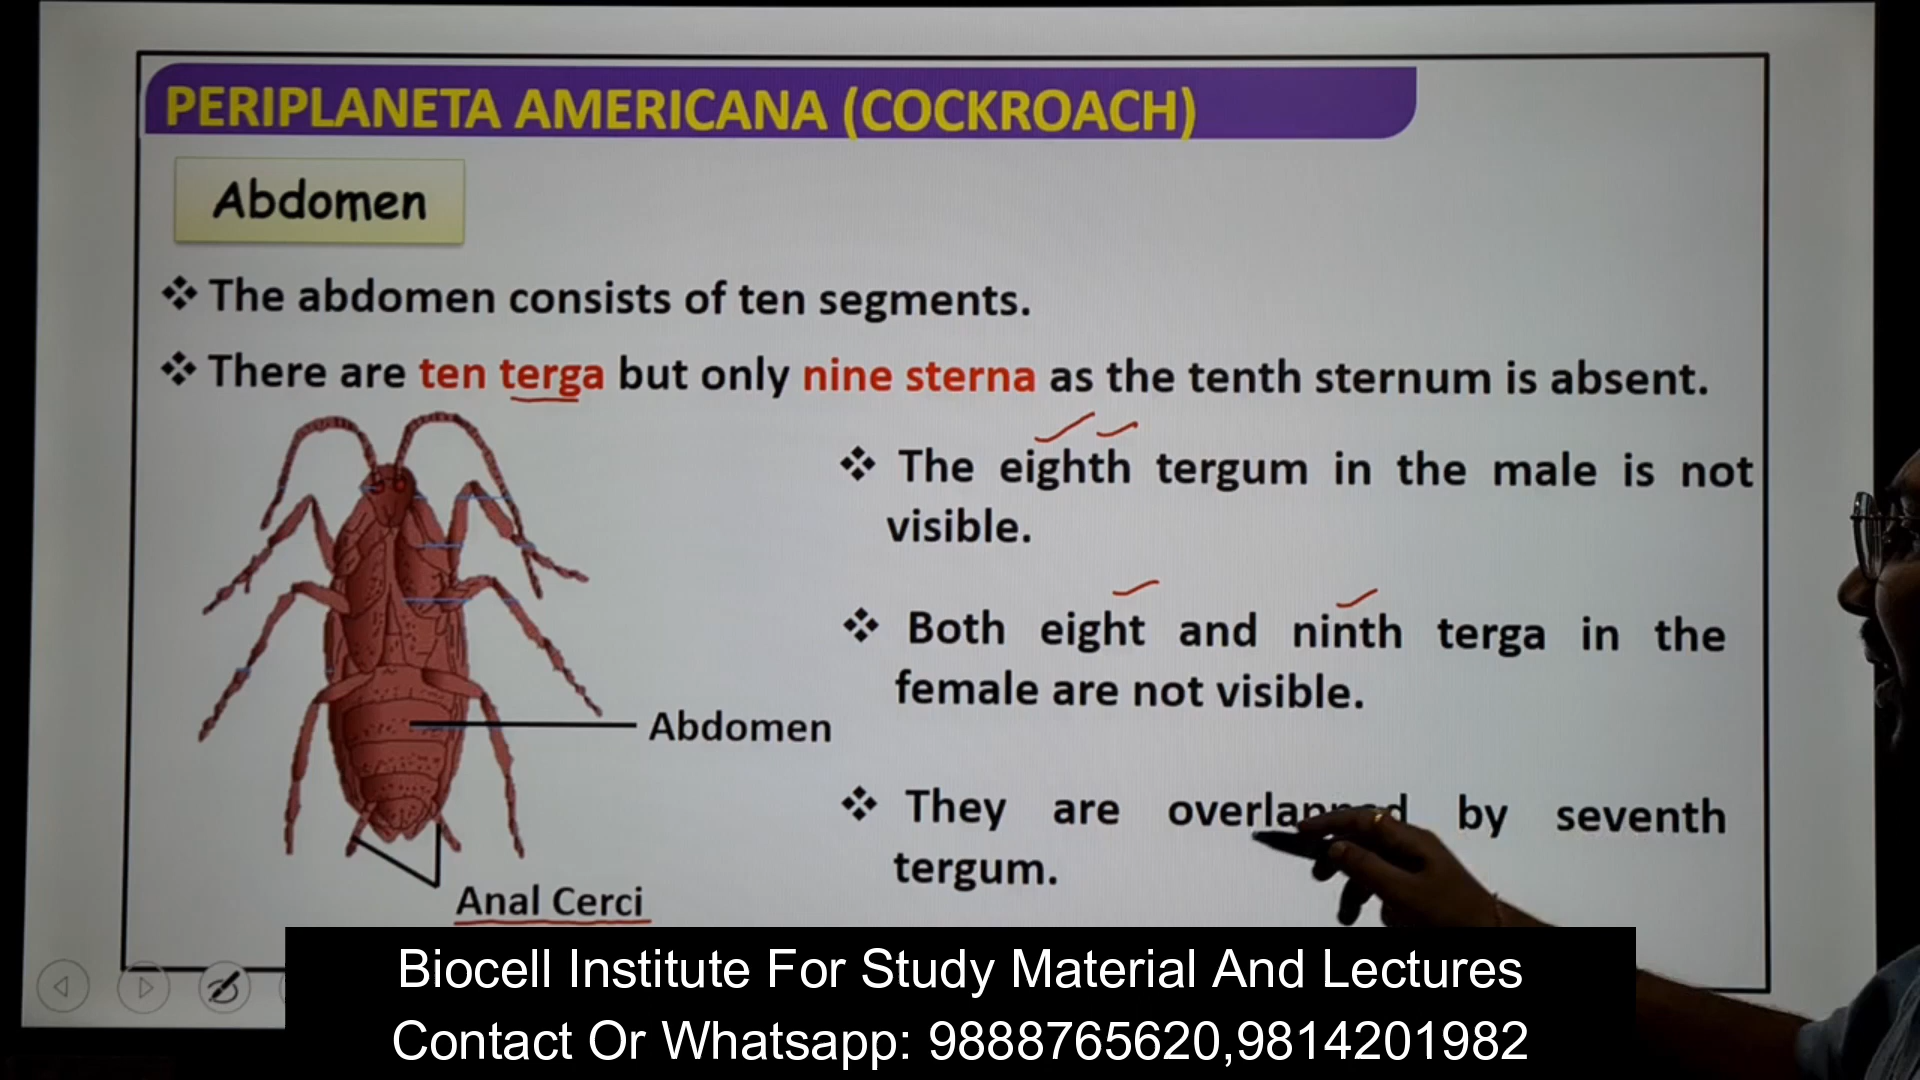 PERIPLANETA AMERICANA (COCKROACH)
Abdomen
❖ The abdomen consists of ten segments.
❖ There are ten terga but only nine sterna as the tenth sternum is absent.
❖ The eighth tergum in the male is not
visible.
❖ Both eight and ninth terga in the
female are not visible.
Abdomen
❖ They are overlapped by seventh
tergum.
Anal Cerci
Biocell Institute For Study Material And Lectures
Contact Or Whatsapp: 9888765620,9814201982